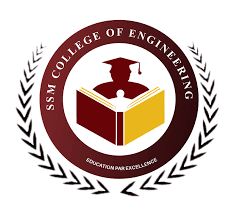 SSM COLLEGE OF ENGINEERING
EDUCATION PAR EXCELLENCE